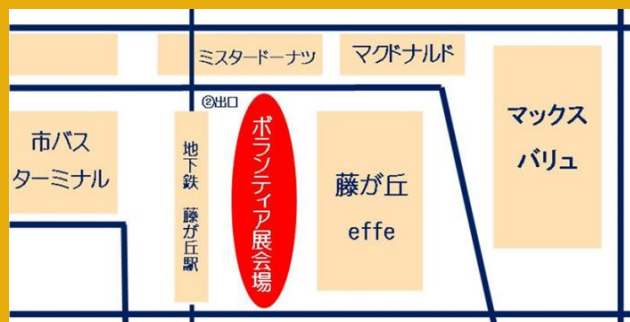 ミスタードーナツ
マクドナルド
②出口
市バス
ターミナル
地下鉄 藤が丘駅
ボランティア展会場
藤が丘
effe
マックス
バリュ